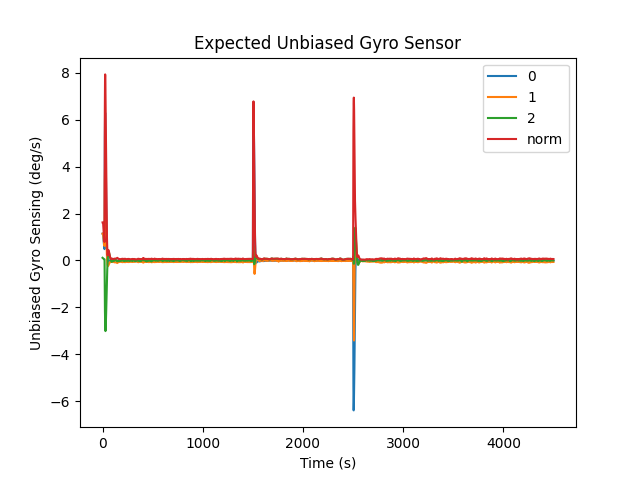 Expected Unbiased Gyro Sensor
Unbiased Gyro Sensing (deg/s)
8
6
4
2
0
−2
−4
−6
0
1
2
norm
0 1000 2000 3000 4000
Time (s)